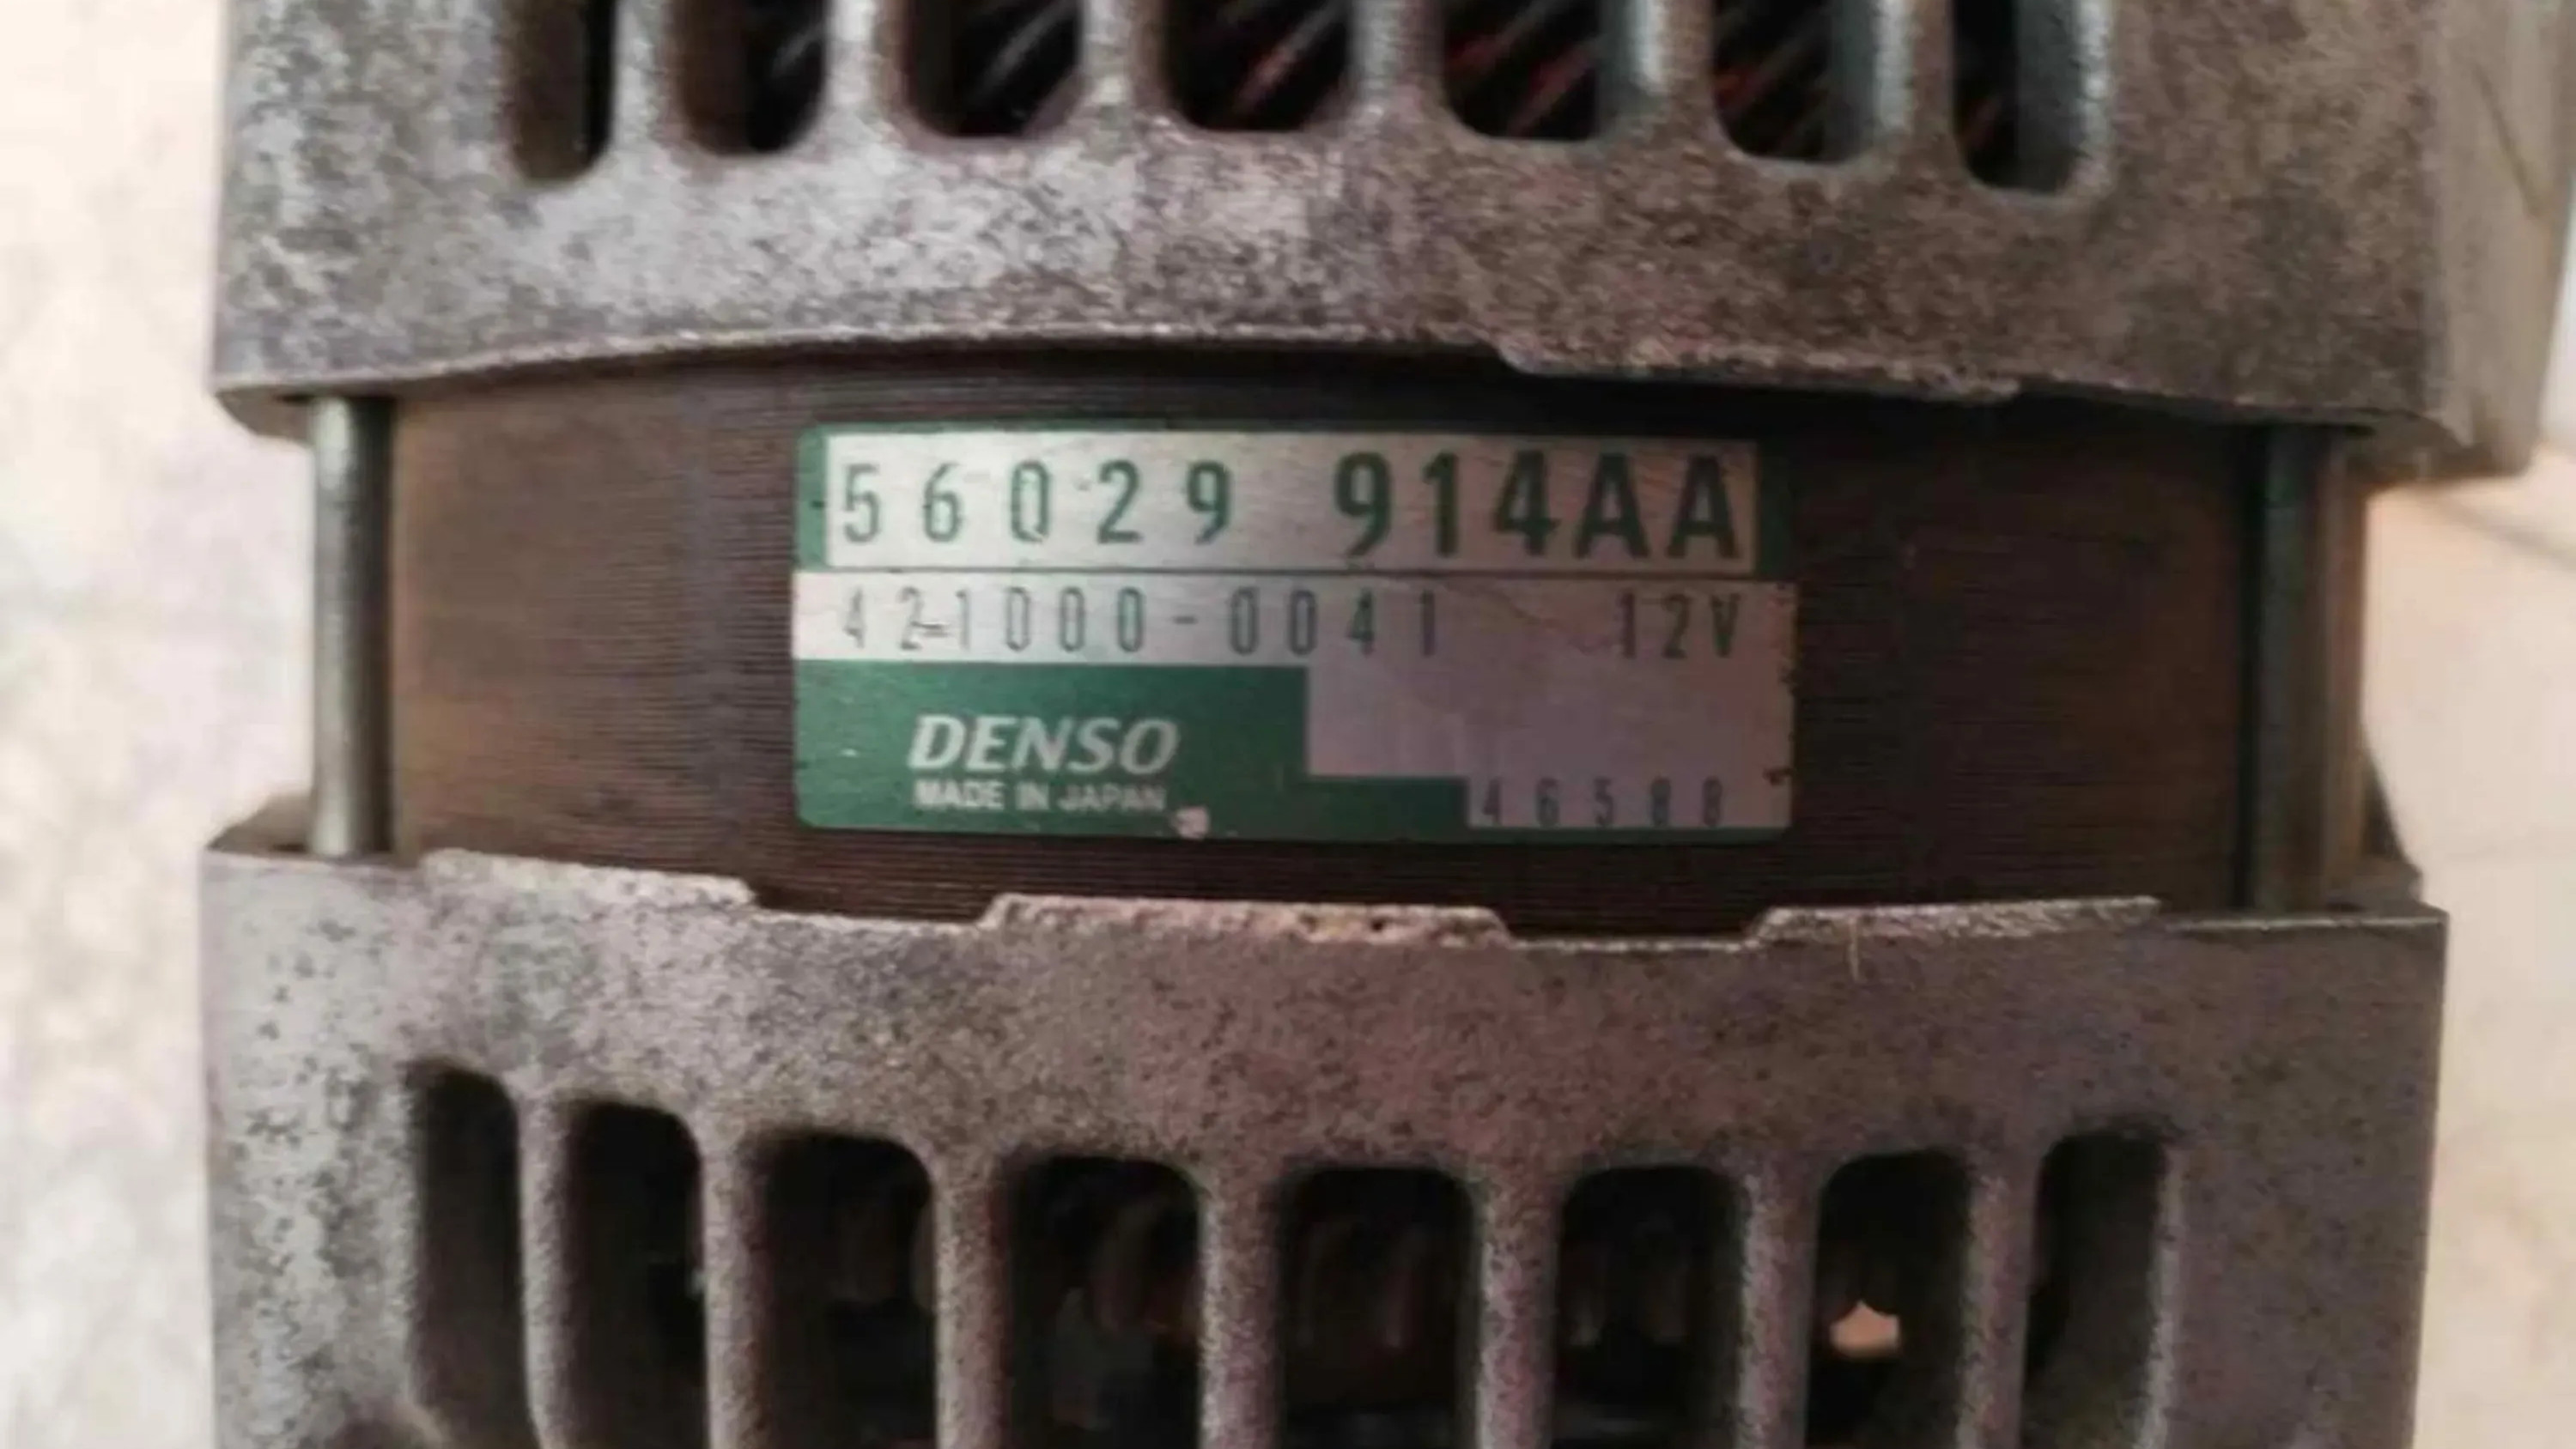 56029 914AA
421000-0041 12V
DENSO
MADE IN JAPAN
46588